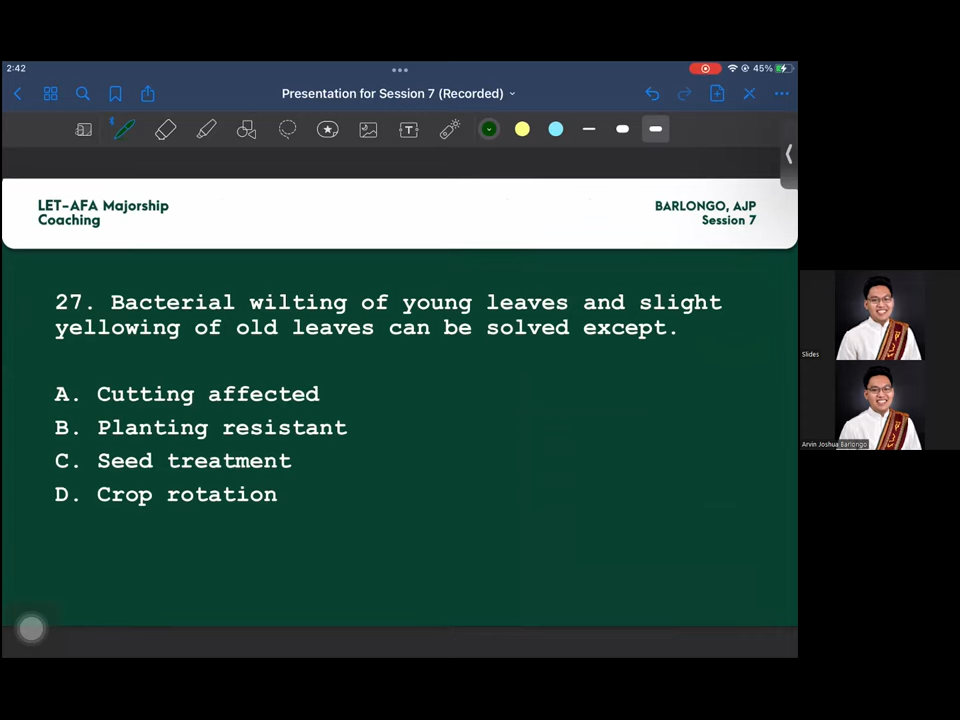 2:42
45%
Presentation for Session 7 (Recorded)
T
LET-AFA Majorship
Coaching
BARLONGO, AJP
Session 7
27. Bacterial wilting of young leaves and slight
yellowing of old leaves can be solved except.
A. Cutting affected
B. Planting resistant
C. Seed treatment
D. Crop rotation
Slides
Arvin Joshua Barlongo